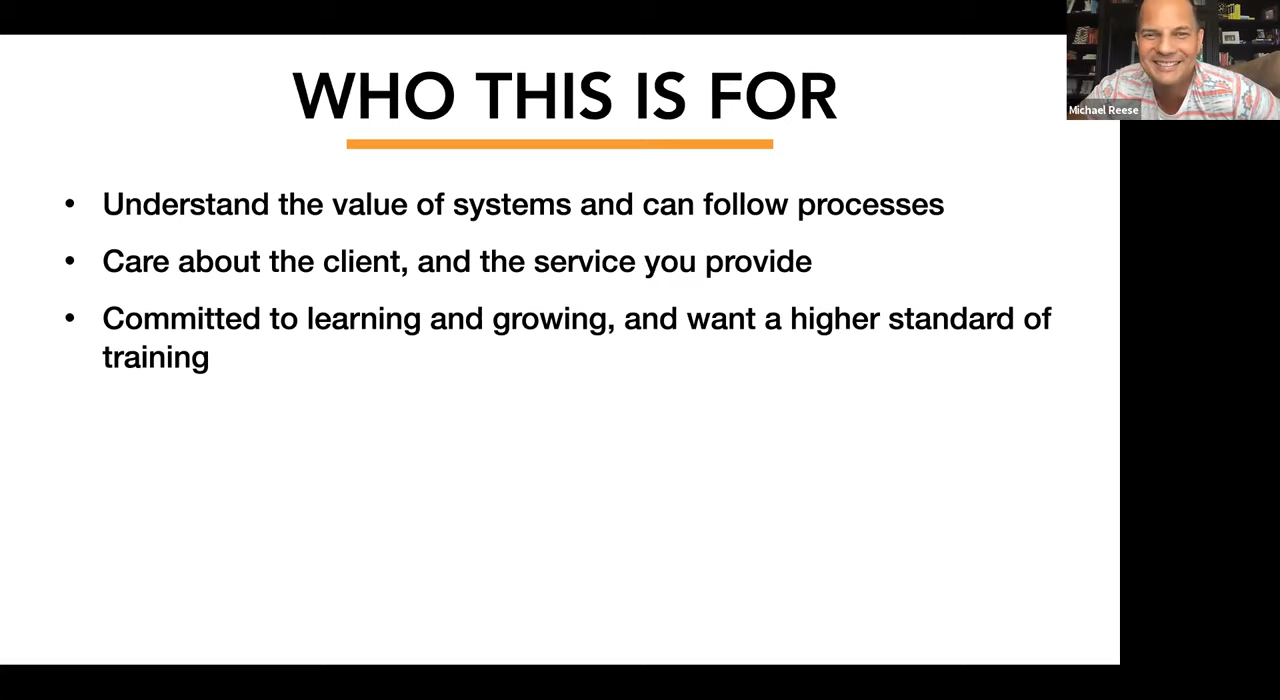 WHO THIS IS FOR
• Understand the value of systems and can follow processes
• Care about the client, and the service you provide
• Committed to learning and growing, and want a higher standard of
training
Michael Reese